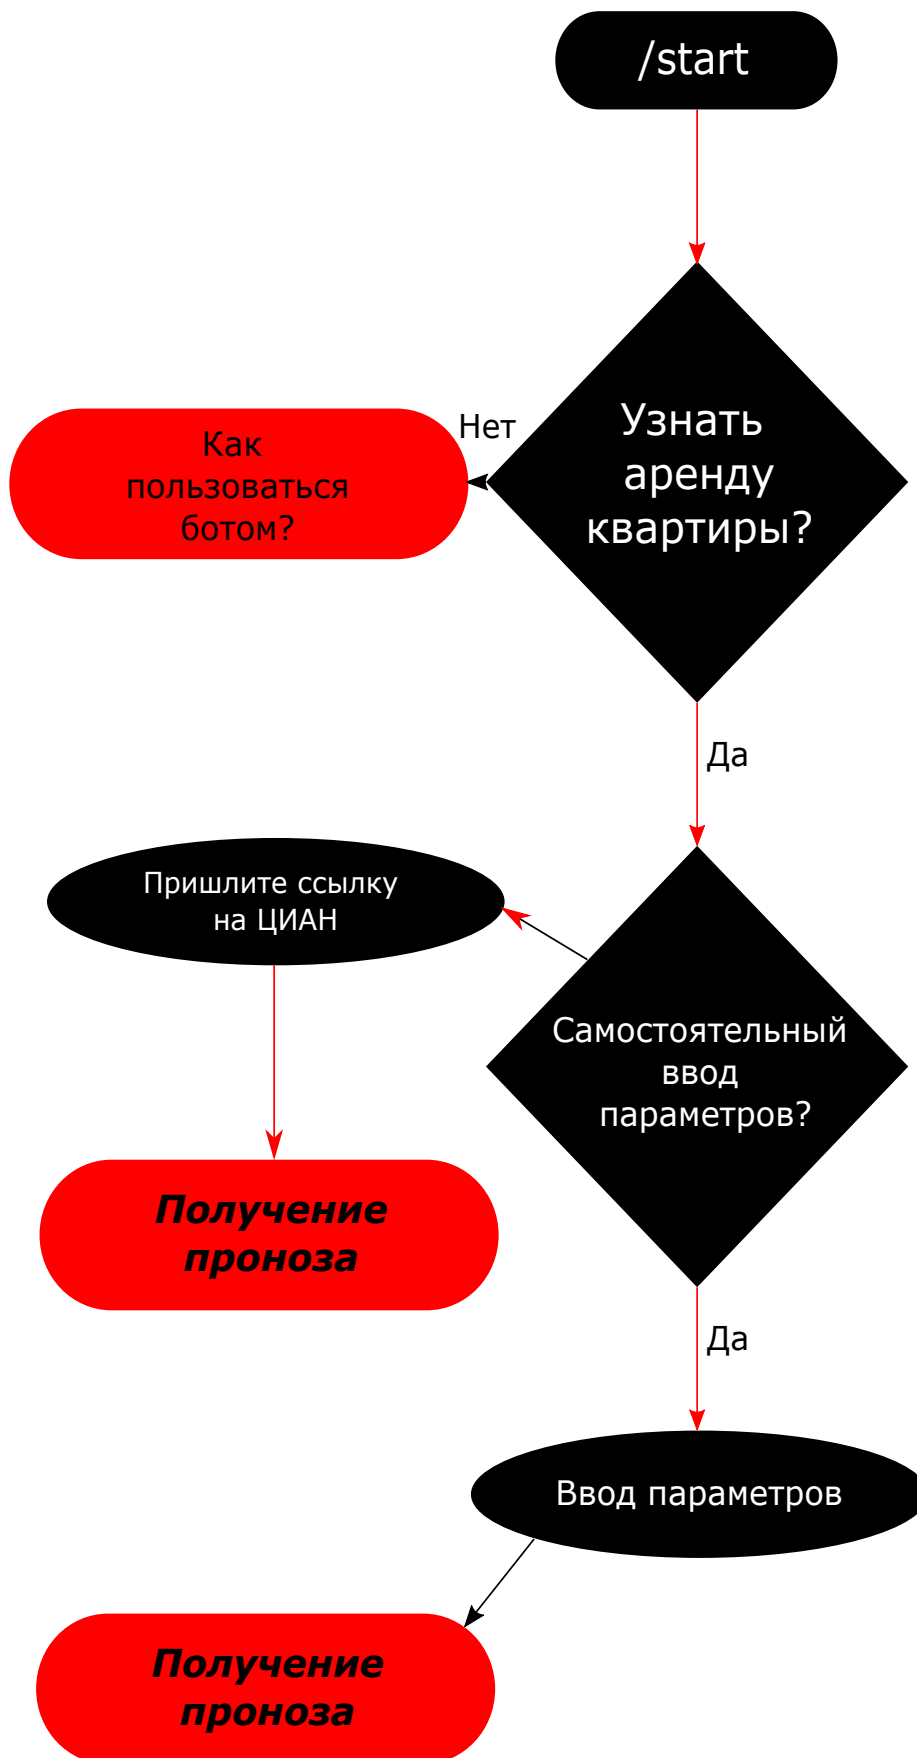 /start
Нет
Узнать
аренду
квартиры?
Как
пользоваться
ботом?
Да
Пришлите ссылку
на ЦИАН
Самостоятельный
ввод
параметров?
Получение
проноза
Да
Ввод параметров
Получение
проноза